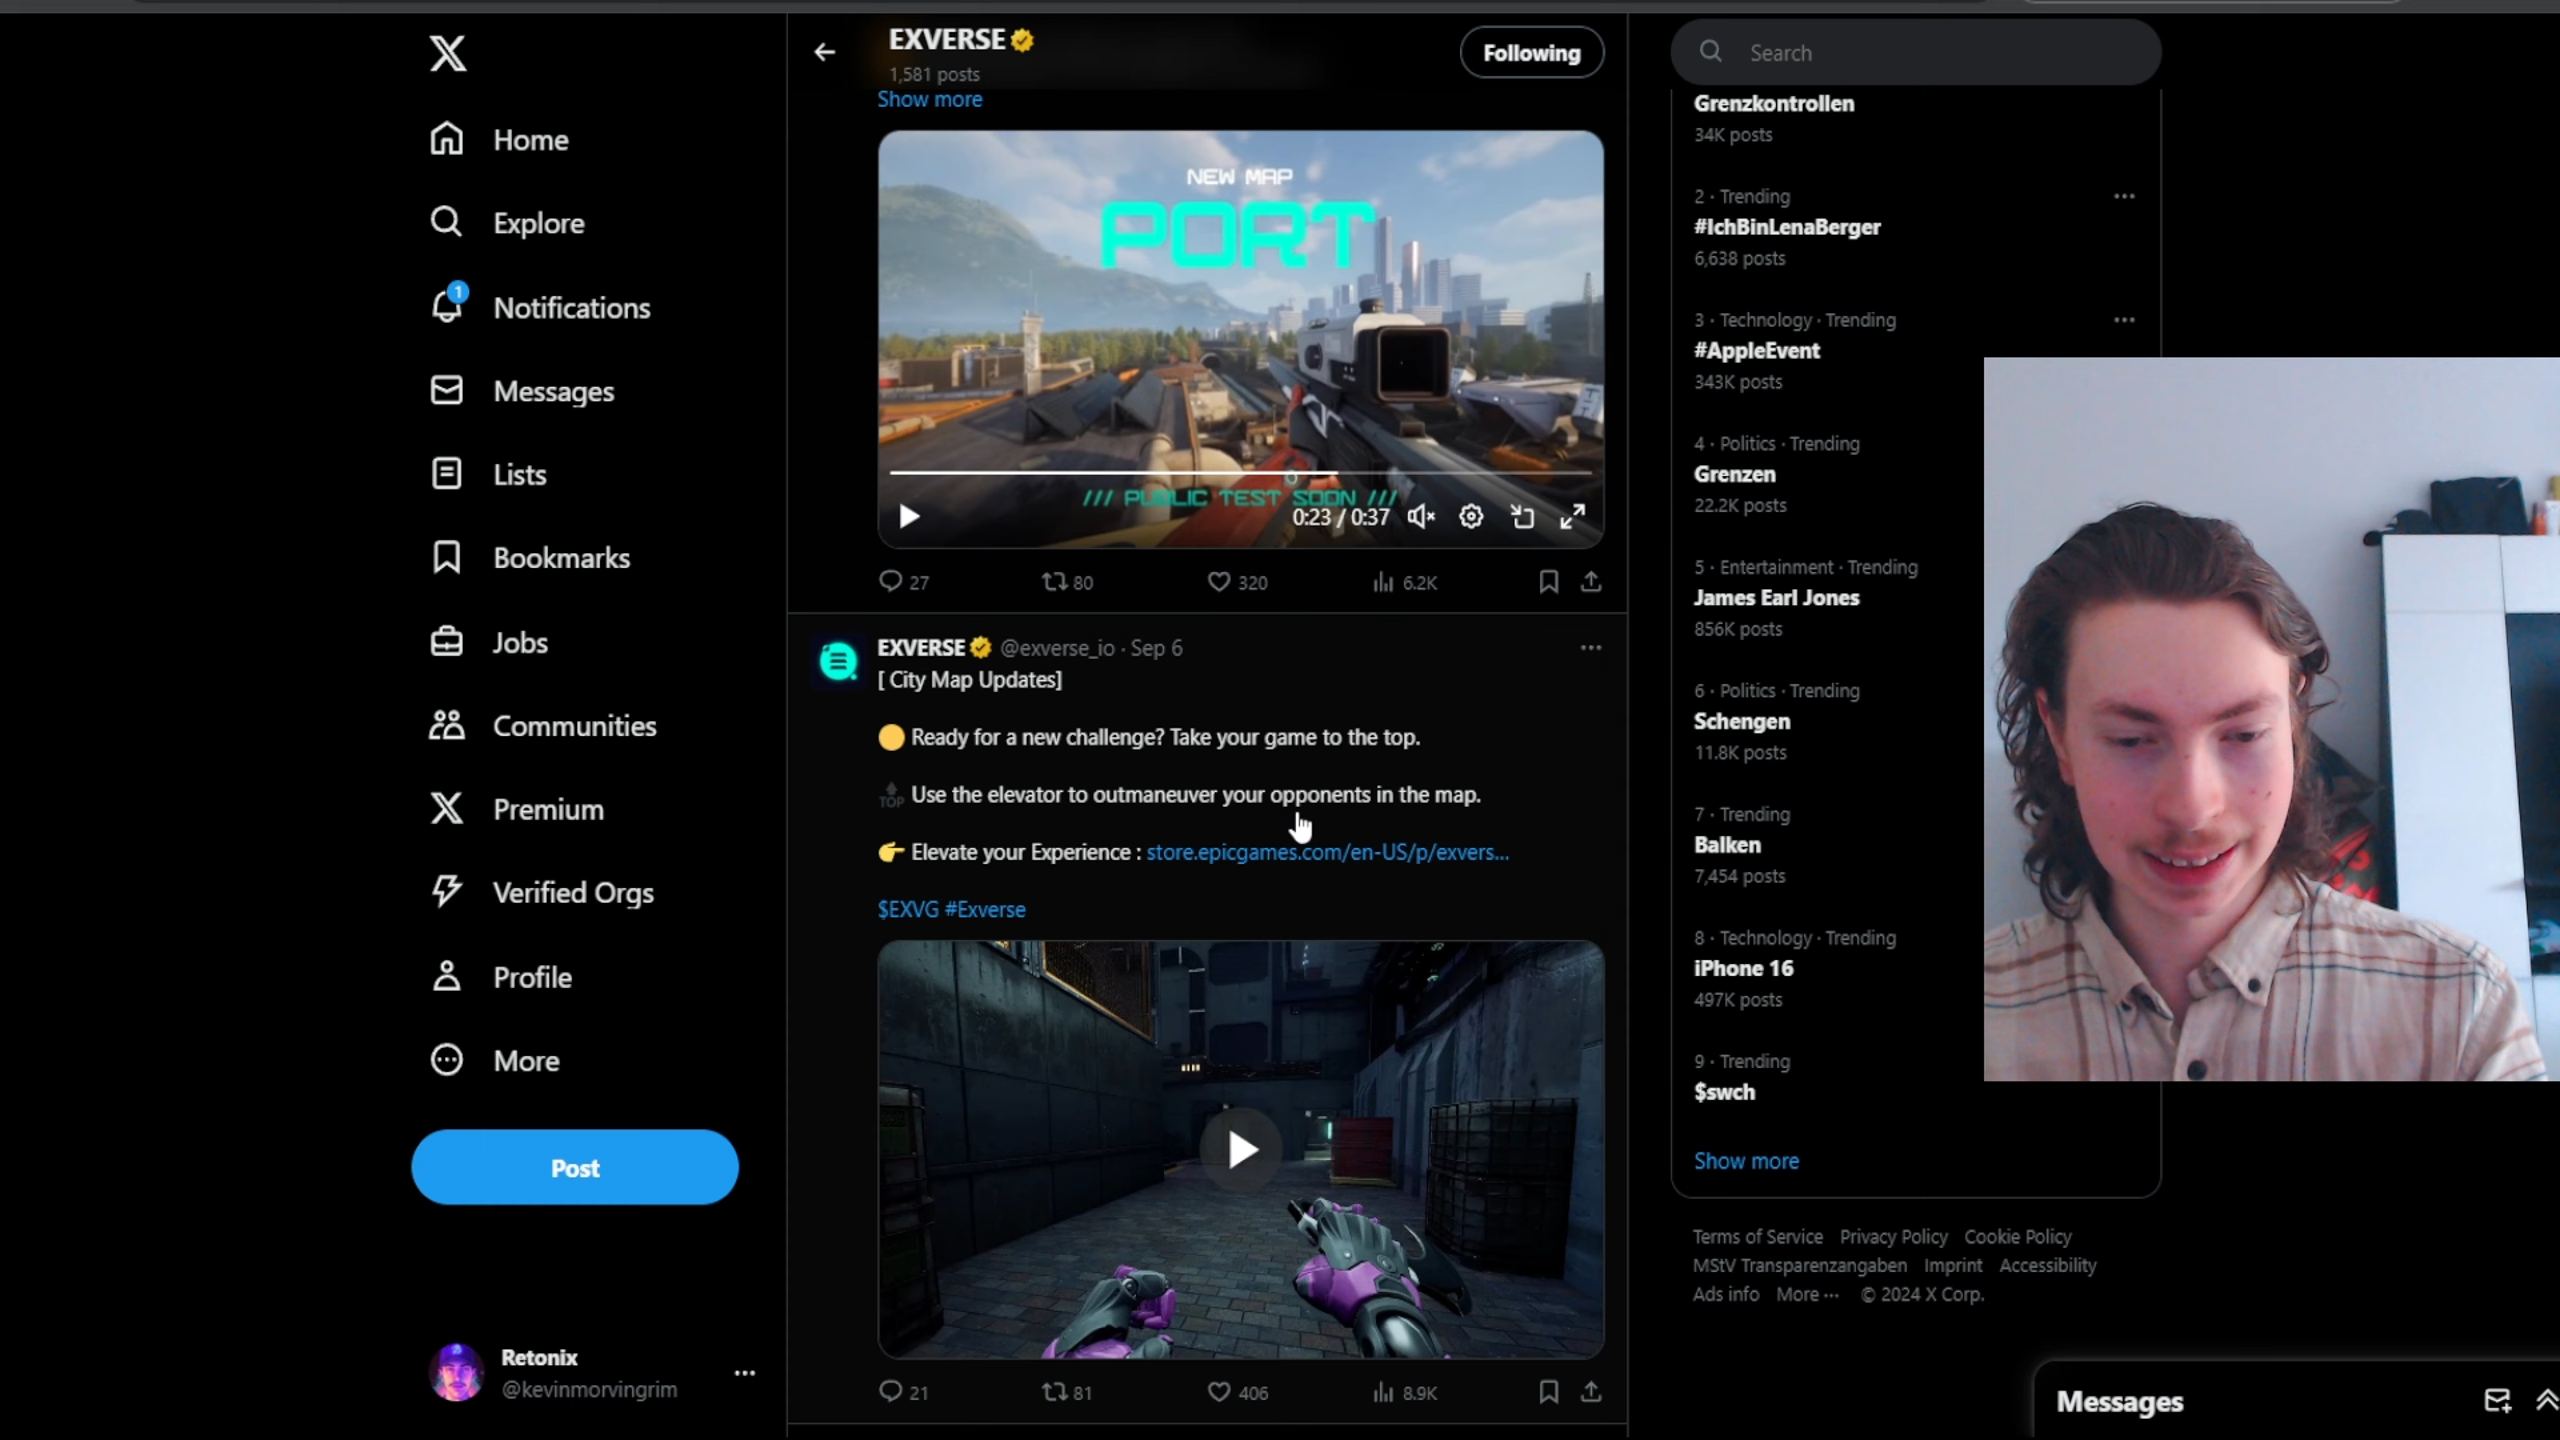 Home
Explore
1
Notifications
Messages
Lists
Bookmarks
Jobs
Communities
Premium
Verified Orgs
Profile
More
Post
Retonix
@kevinmorvingrim
EXVERSE
1,581 posts
Following
Show more
NEW MAP
PORT
/// PUBLIC TEST SOON ///
0:23 / 0:37
27 80 320 6.2K
EXVERSE @exverse_io · Sep 6
[ City Map Updates]
Ready for a new challenge? Take your game to the top.
TOP Use the elevator to outmaneuver your opponents in the map.
Elevate your Experience : store.epicgames.com/en-US/p/exvers...
$EXVG #Exverse
21 81 406 8.9K
Search
Grenzkontrollen
34K posts
2 · Trending
#IchBinLenaBerger
6,638 posts
3 · Technology · Trending
#AppleEvent
343K posts
4 · Politics · Trending
Grenzen
22.2K posts
5 · Entertainment · Trending
James Earl Jones
856K posts
6 · Politics · Trending
Schengen
11.8K posts
7 · Trending
Balken
7,454 posts
8 · Technology · Trending
iPhone 16
497K posts
9 · Trending
$swch
Show more
Terms of Service Privacy Policy Cookie Policy
MStV Transparenzangaben Imprint Accessibility
Ads info More ··· © 2024 X Corp.
Messages